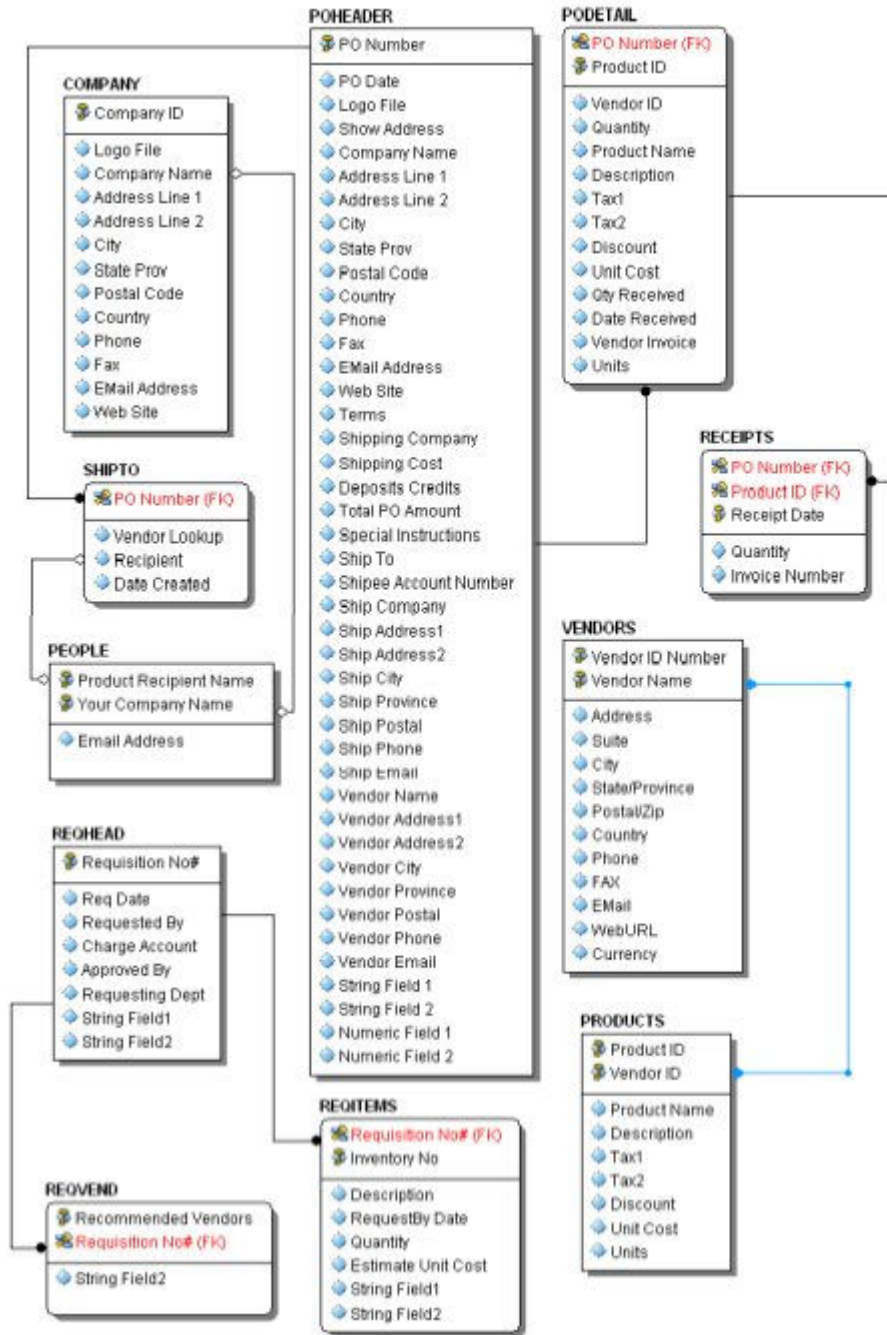 POHEADER
PO Number
PO Date
Logo File
Show Address
Company Name
Address Line 1
Address Line 2
City
State Prov
Postal Code
Country
Phone
Fax
EMail Address
Web Site
Terms
Shipping Company
Shipping Cost
Deposits Credits
Total PO Amount
Special Instructions
Ship To
Shipee Account Number
Ship Company
Ship Address1
Ship Address2
Ship City
Ship Province
Ship Postal
Ship Phone
Ship Email
Vendor Name
Vendor Address1
Vendor Address2
Vendor City
Vendor Province
Vendor Postal
Vendor Phone
Vendor Email
String Field 1
String Field 2
Numeric Field 1
Numeric Field 2
PODETAIL
PO Number (FK)
Product ID
Vendor ID
Quantity
Product Name
Description
Tax1
Tax2
Discount
Unit Cost
Qty Received
Date Received
Vendor Invoice
Units
COMPANY
Company ID
Logo File
Company Name
Address Line 1
Address Line 2
City
State Prov
Postal Code
Country
Phone
Fax
EMail Address
Web Site
SHIPTO
PO Number (FK)
Vendor Lookup
Recipient
Date Created
RECEIPTS
PO Number (FK)
Product ID (FK)
Receipt Date
Quantity
Invoice Number
PEOPLE
Product Recipient Name
Your Company Name
Email Address
VENDORS
Vendor ID Number
Vendor Name
Address
Suite
City
State/Province
Postal/Zip
Country
Phone
FAX
EMail
WebURL
Currency
REQHEAD
Requisition No#
Req Date
Requested By
Charge Account
Approved By
Requesting Dept
String Field1
String Field2
PRODUCTS
Product ID
Vendor ID
Product Name
Description
Tax1
Tax2
Discount
Unit Cost
Units
REQITEMS
Requisition No# (FK)
Inventory No
Description
RequestBy Date
Quantity
Estimate Unit Cost
String Field1
String Field2
REQVEND
Recommended Vendors
Requisition No# (FK)
String Field2